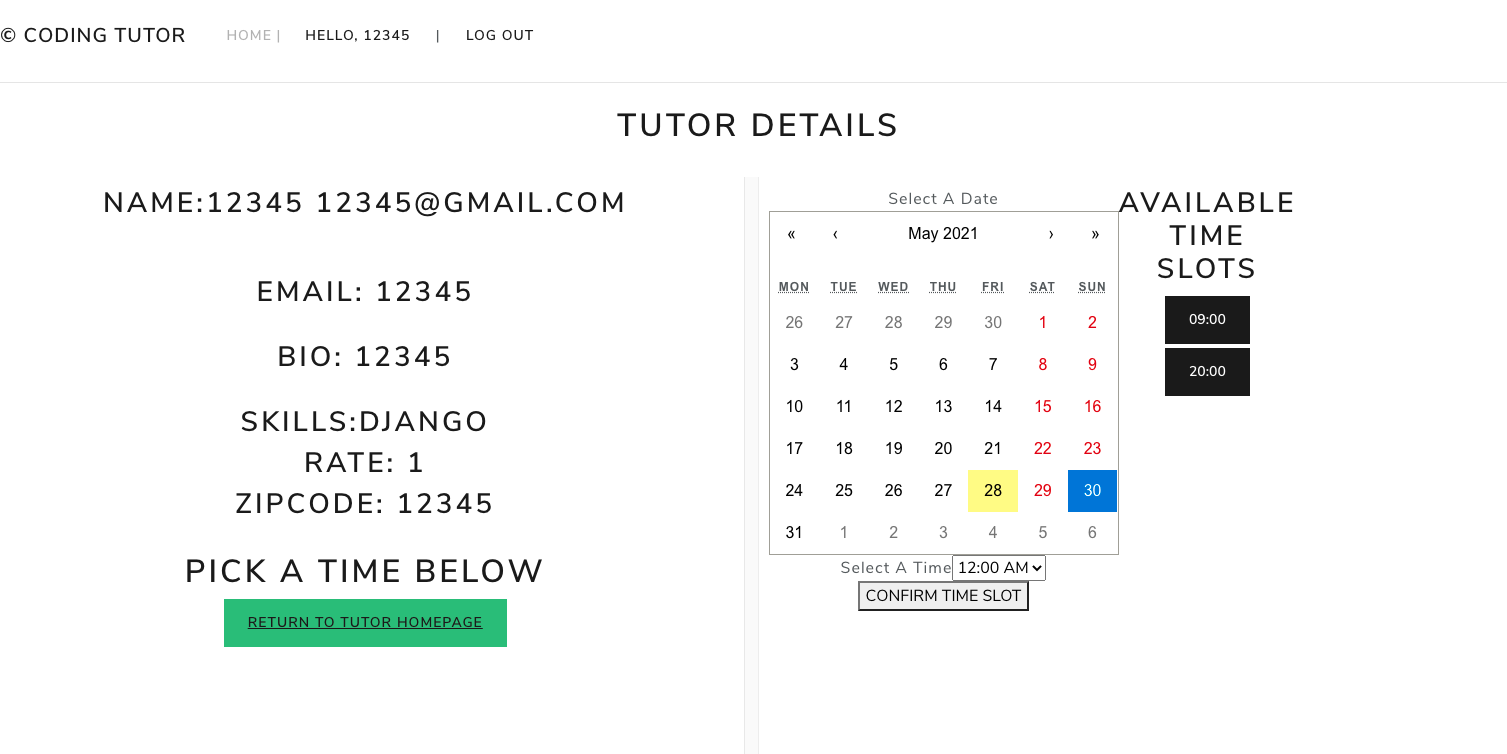 © CODING TUTOR HOME | HELLO, 12345 | LOG OUT
TUTOR DETAILS
NAME:12345 12345@GMAIL.COM
EMAIL: 12345
BIO: 12345
SKILLS:DJANGO
RATE: 1
ZIPCODE: 12345
PICK A TIME BELOW
RETURN TO TUTOR HOMEPAGE
Select A Date
« ‹ May 2021 › »
MON TUE WED THU FRI SAT SUN
26 27 28 29 30 1 2
3 4 5 6 7 8 9
10 11 12 13 14 15 16
17 18 19 20 21 22 23
24 25 26 27 28 29 30
31 1 2 3 4 5 6
Select A Time 12:00 AM
CONFIRM TIME SLOT
AVAILABLE
TIME
SLOTS
09:00
20:00